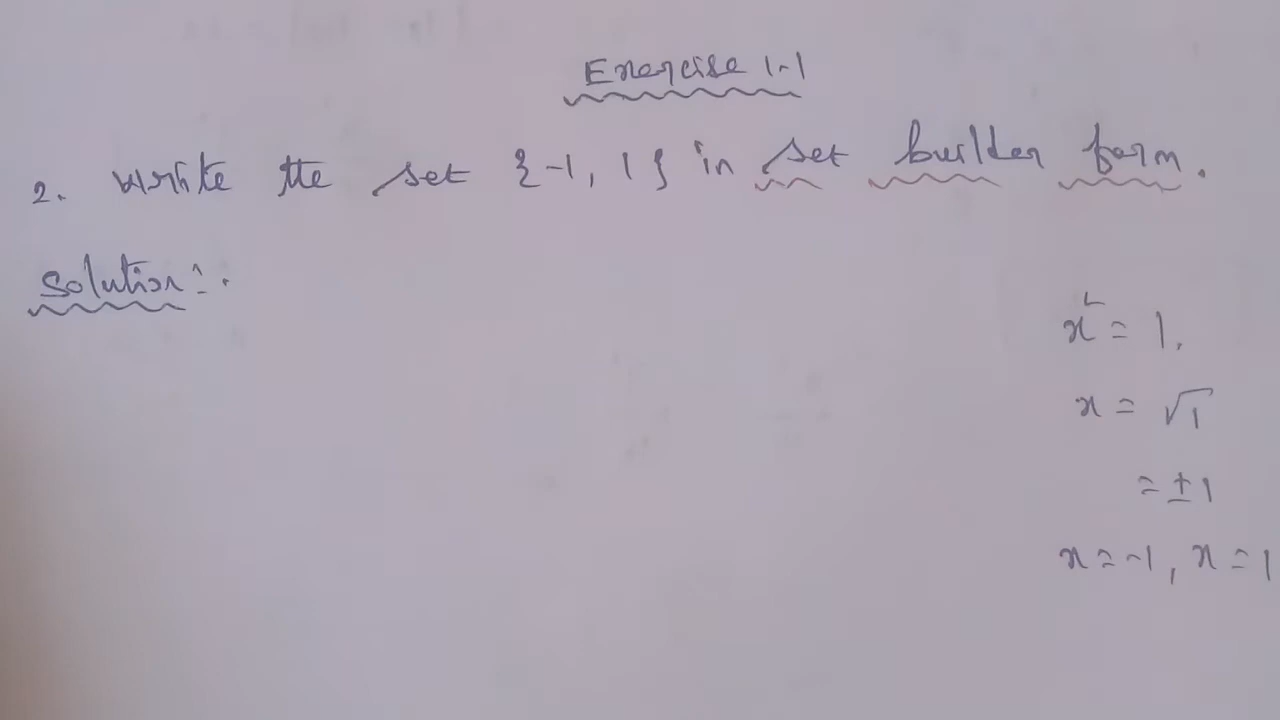 Exercise 1.1
2. Write the set {-1, 1} in set builder form.
Solution:-
x² = 1.
x = √1
= ±1
x = -1, x = 1